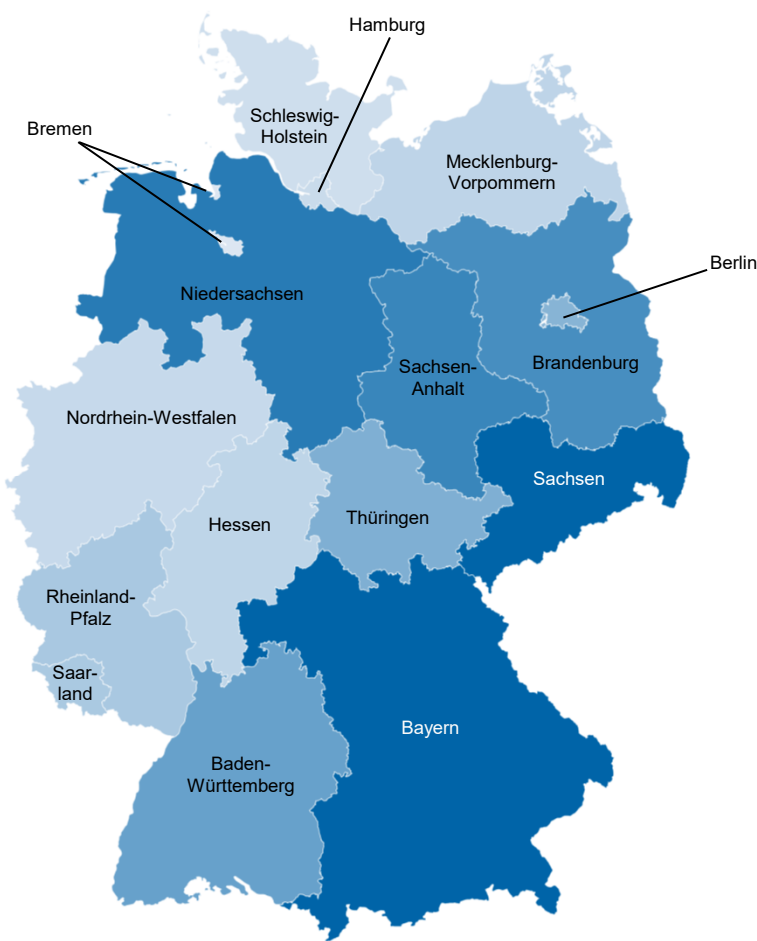 Hamburg
Schleswig-
Holstein
Bremen
Mecklenburg-
Vorpommern
Berlin
Niedersachsen
Brandenburg
Sachsen-
Anhalt
Nordrhein-Westfalen
Sachsen
Thüringen
Hessen
Rheinland-
Pfalz
Saar-
land
Bayern
Baden-
Württemberg